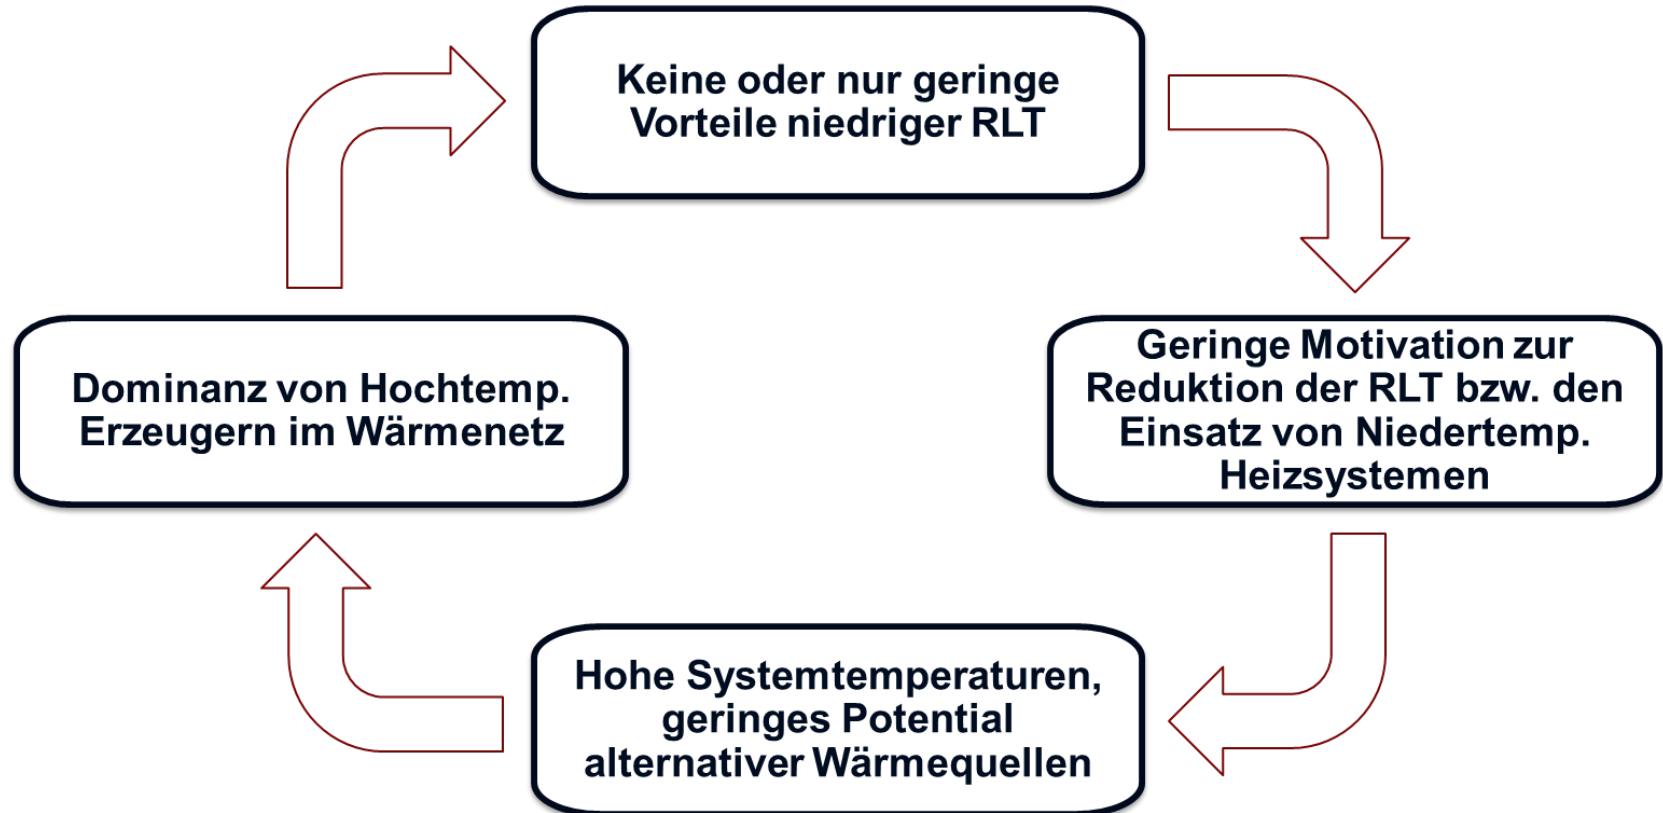 Keine oder nur geringe
Vorteile niedriger RLT
Geringe Motivation zur
Reduktion der RLT bzw. den
Einsatz von Niedertemp.
Heizsystemen
Hohe Systemtemperaturen,
geringes Potential
alternativer Wärmequellen
Dominanz von Hochtemp.
Erzeugern im Wärmenetz